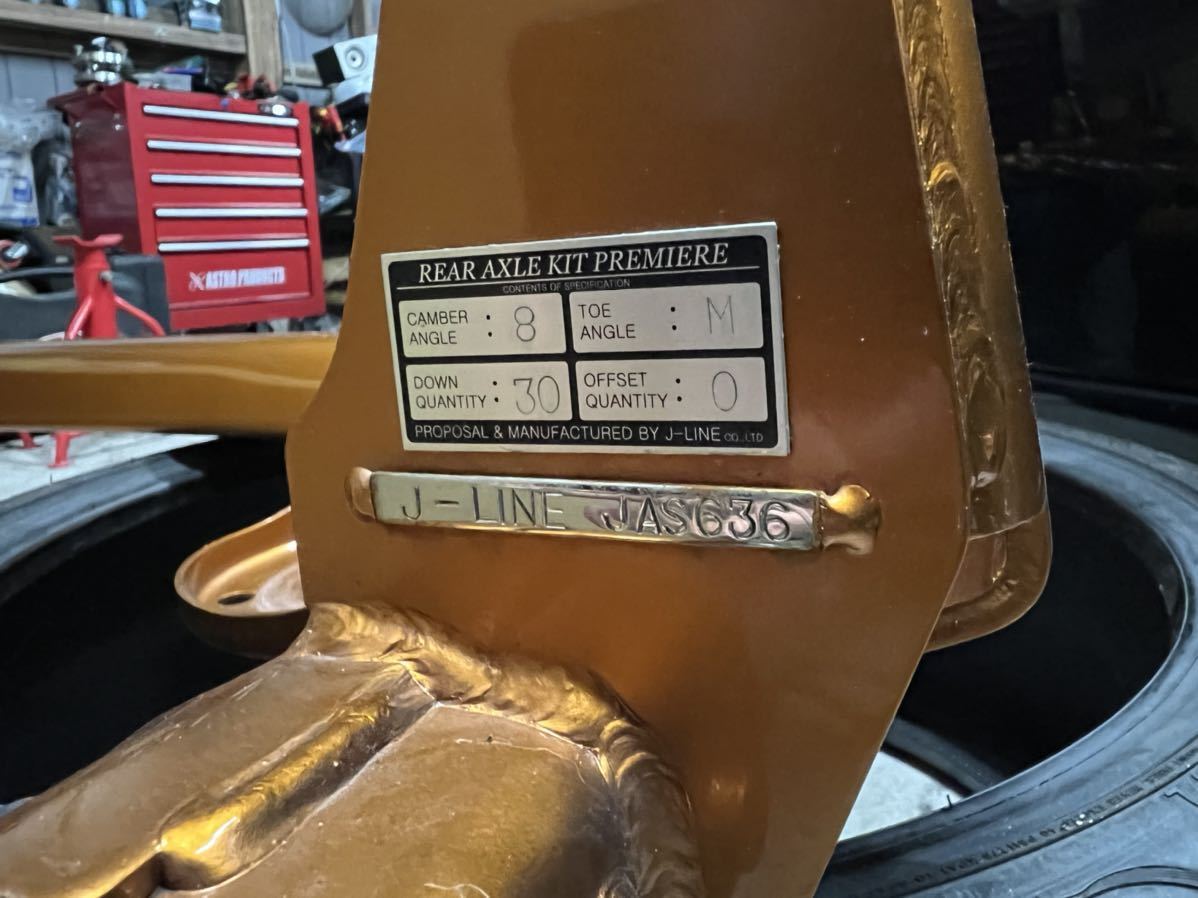 ASTRO PRODUCTS
REAR AXLE KIT PREMIERE
CONTENTS OF SPECIFICATION
CAMBER ANGLE : 8
TOE ANGLE : M
DOWN QUANTITY : 30
OFFSET QUANTITY : 0
PROPOSAL & MANUFACTURED BY J-LINE CO.,LTD
J-LINE JAS636